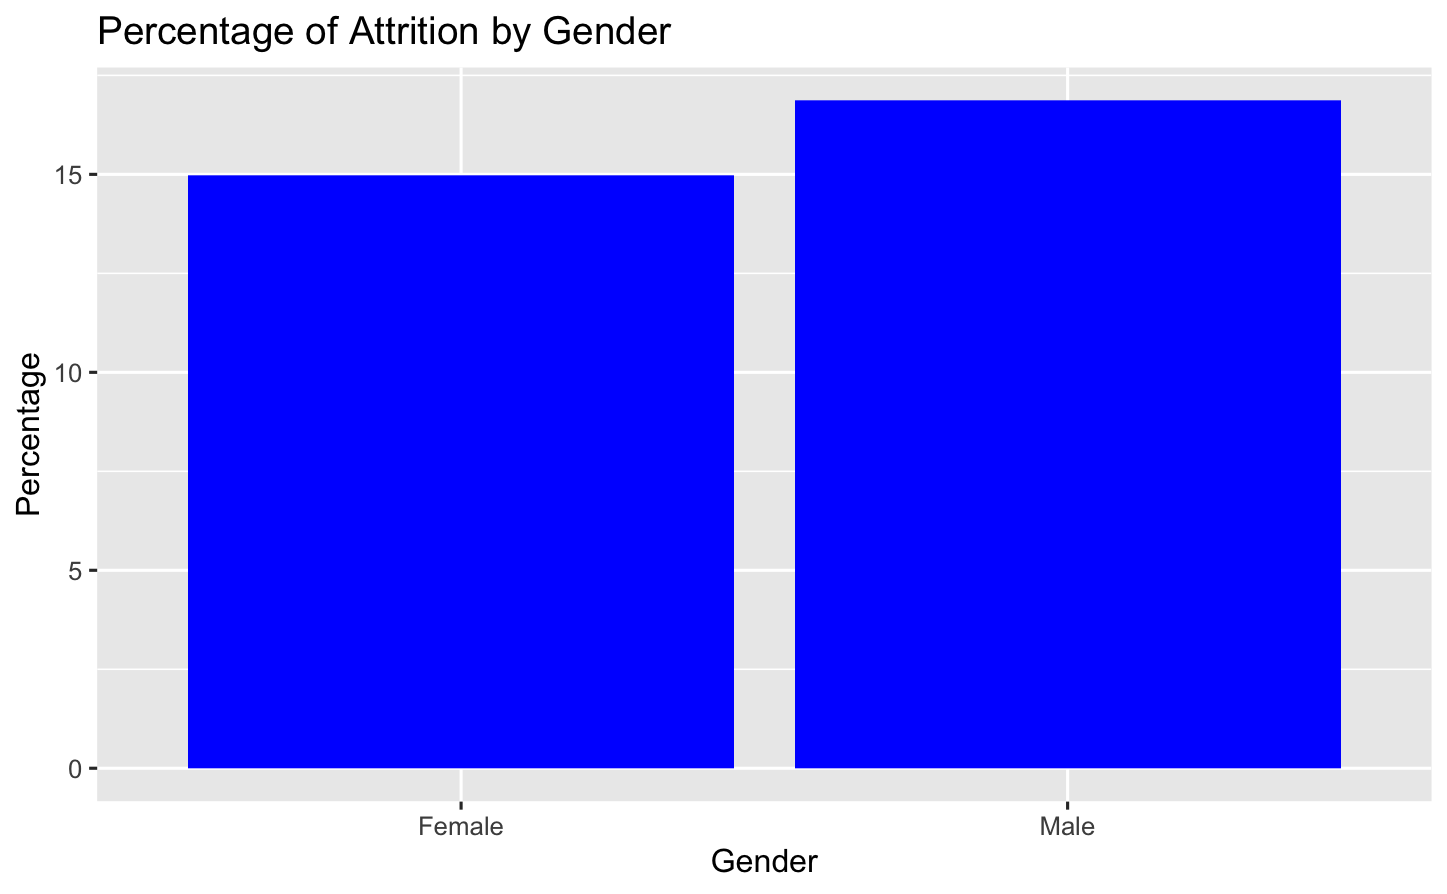 Percentage of Attrition by Gender
Percentage
15
10
5
0
Female
Male
Gender